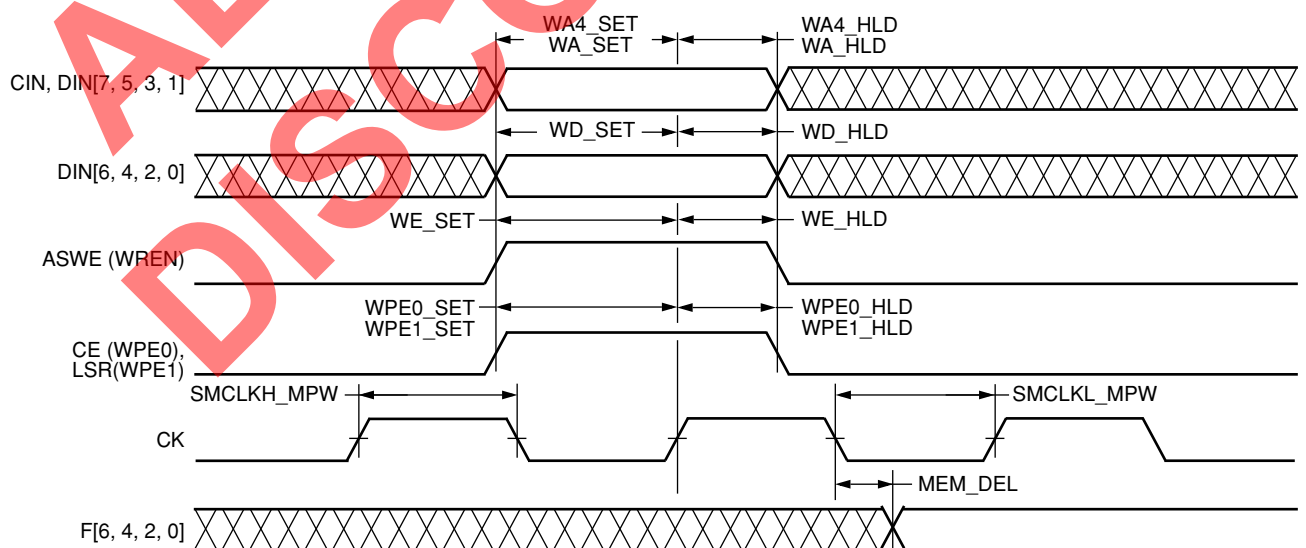 WA4_SET
WA_SET
WA4_HLD
WA_HLD
CIN, DIN[7, 5, 3, 1]
WD_SET
WD_HLD
DIN[6, 4, 2, 0]
WE_SET
WE_HLD
ASWE (WREN)
WPE0_SET
WPE1_SET
WPE0_HLD
WPE1_HLD
CE (WPE0),
LSR(WPE1)
SMCLKH_MPW
SMCLKL_MPW
CK
MEM_DEL
F[6, 4, 2, 0]
DISCO